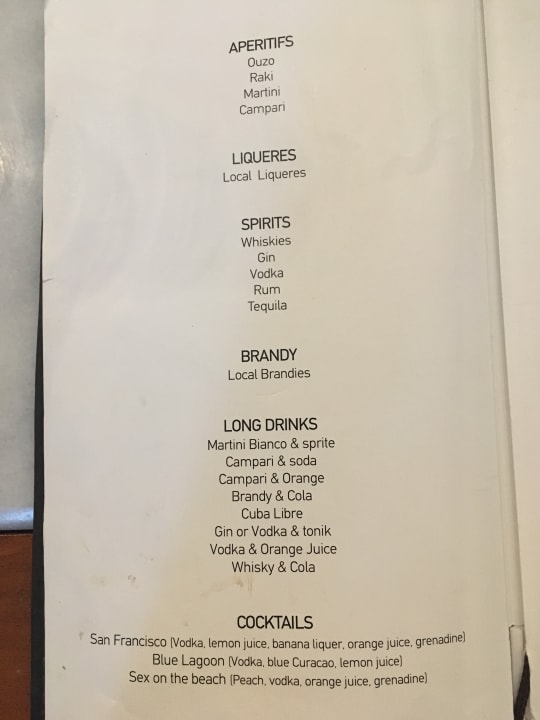 APERITIFS
Ouzo
Raki
Martini
Campari
LIQUERES
Local Liqueres
SPIRITS
Whiskies
Gin
Vodka
Rum
Tequila
BRANDY
Local Brandies
LONG DRINKS
Martini Bianco & sprite
Campari & soda
Campari & Orange
Brandy & Cola
Cuba Libre
Gin or Vodka & tonik
Vodka & Orange Juice
Whisky & Cola
COCKTAILS
San Francisco (Vodka, lemon juice, banana liquer, orange juice, grenadine)
Blue Lagoon (Vodka, blue Curacao, lemon juice)
Sex on the beach (Peach, vodka, orange juice, grenadine)